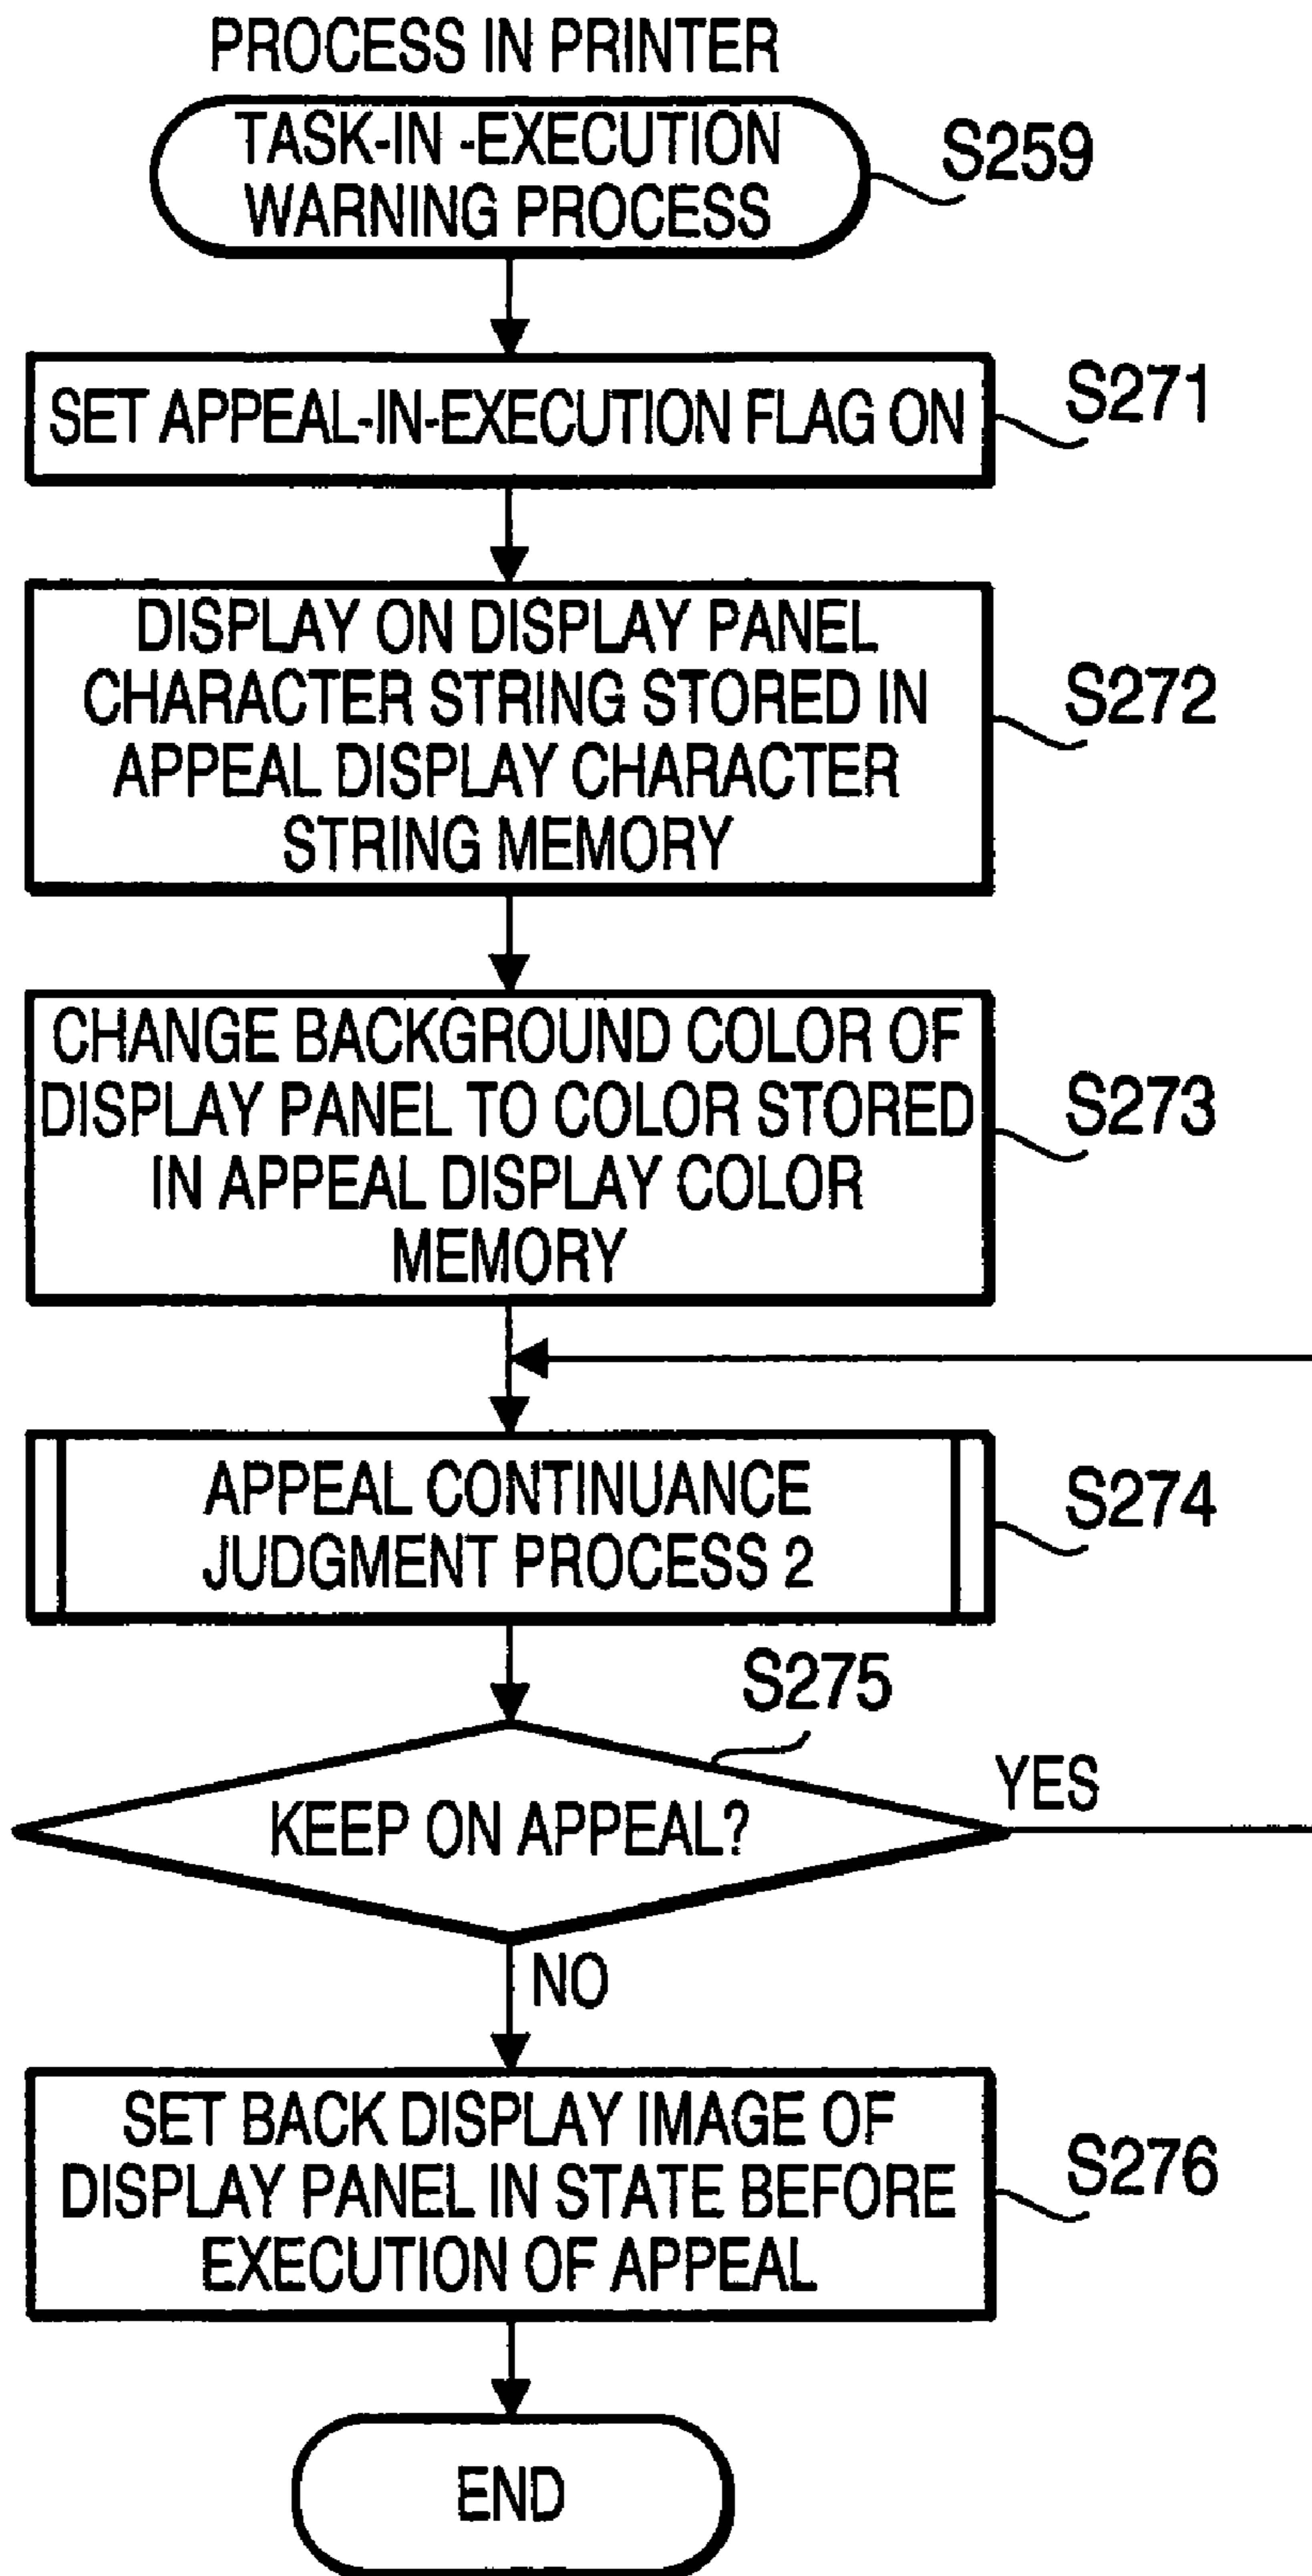 PROCESS IN PRINTER
TASK-IN -EXECUTION
WARNING PROCESS
S259
SET APPEAL-IN-EXECUTION FLAG ON
S271
DISPLAY ON DISPLAY PANEL
CHARACTER STRING STORED IN
APPEAL DISPLAY CHARACTER
STRING MEMORY
S272
CHANGE BACKGROUND COLOR OF
DISPLAY PANEL TO COLOR STORED
IN APPEAL DISPLAY COLOR
MEMORY
S273
APPEAL CONTINUANCE
JUDGMENT PROCESS 2
S274
S275
KEEP ON APPEAL?
YES
NO
SET BACK DISPLAY IMAGE OF
DISPLAY PANEL IN STATE BEFORE
EXECUTION OF APPEAL
S276
END